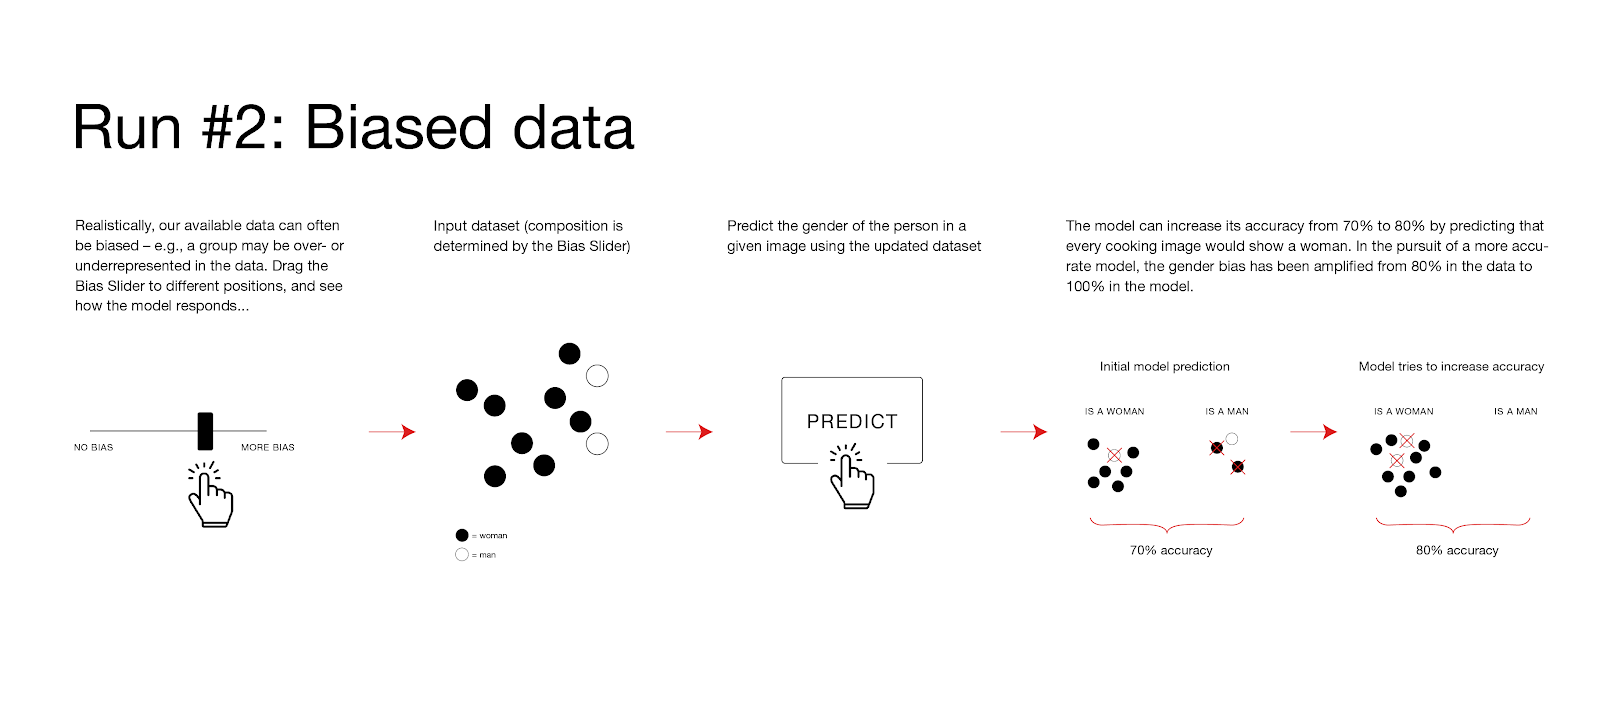 Run #2: Biased data
Realistically, our available data can often
be biased – e.g., a group may be over- or
underrepresented in the data. Drag the
Bias Slider to different positions, and see
how the model responds...
NO BIAS
MORE BIAS
Input dataset (composition is
determined by the Bias Slider)
= woman
= man
Predict the gender of the person in a
given image using the updated dataset
PREDICT
The model can increase its accuracy from 70% to 80% by predicting that
every cooking image would show a woman. In the pursuit of a more accu-
rate model, the gender bias has been amplified from 80% in the data to
100% in the model.
Initial model prediction
IS A WOMAN
IS A MAN
70% accuracy
Model tries to increase accuracy
IS A WOMAN
IS A MAN
80% accuracy